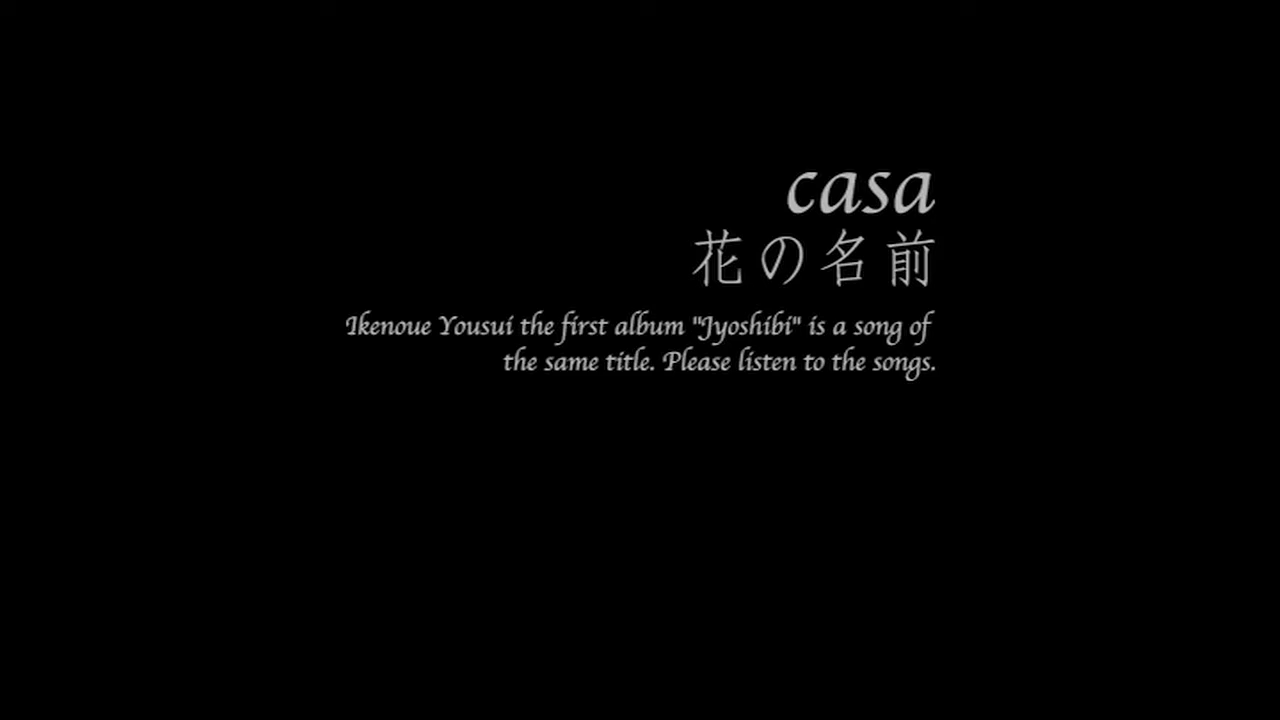 casa
花の名前
Ikenoue Yousui the first album "Jyoshibi" is a song of
the same title. Please listen to the songs.